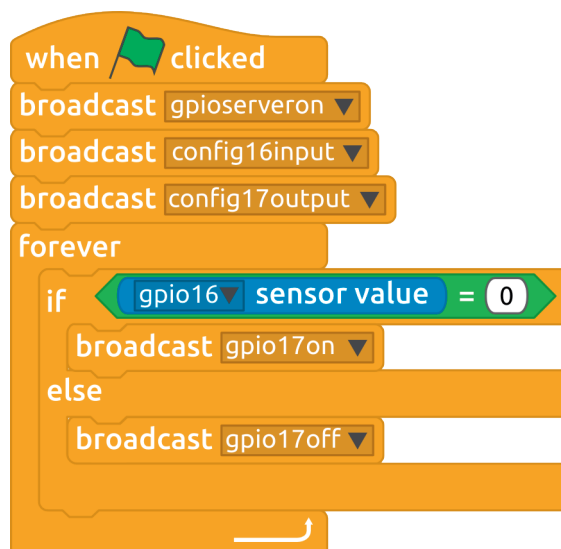 when clicked
broadcast gpioserveron
broadcast config16input
broadcast config17output
forever
if gpio16 sensor value = 0
broadcast gpio17on
else
broadcast gpio17off